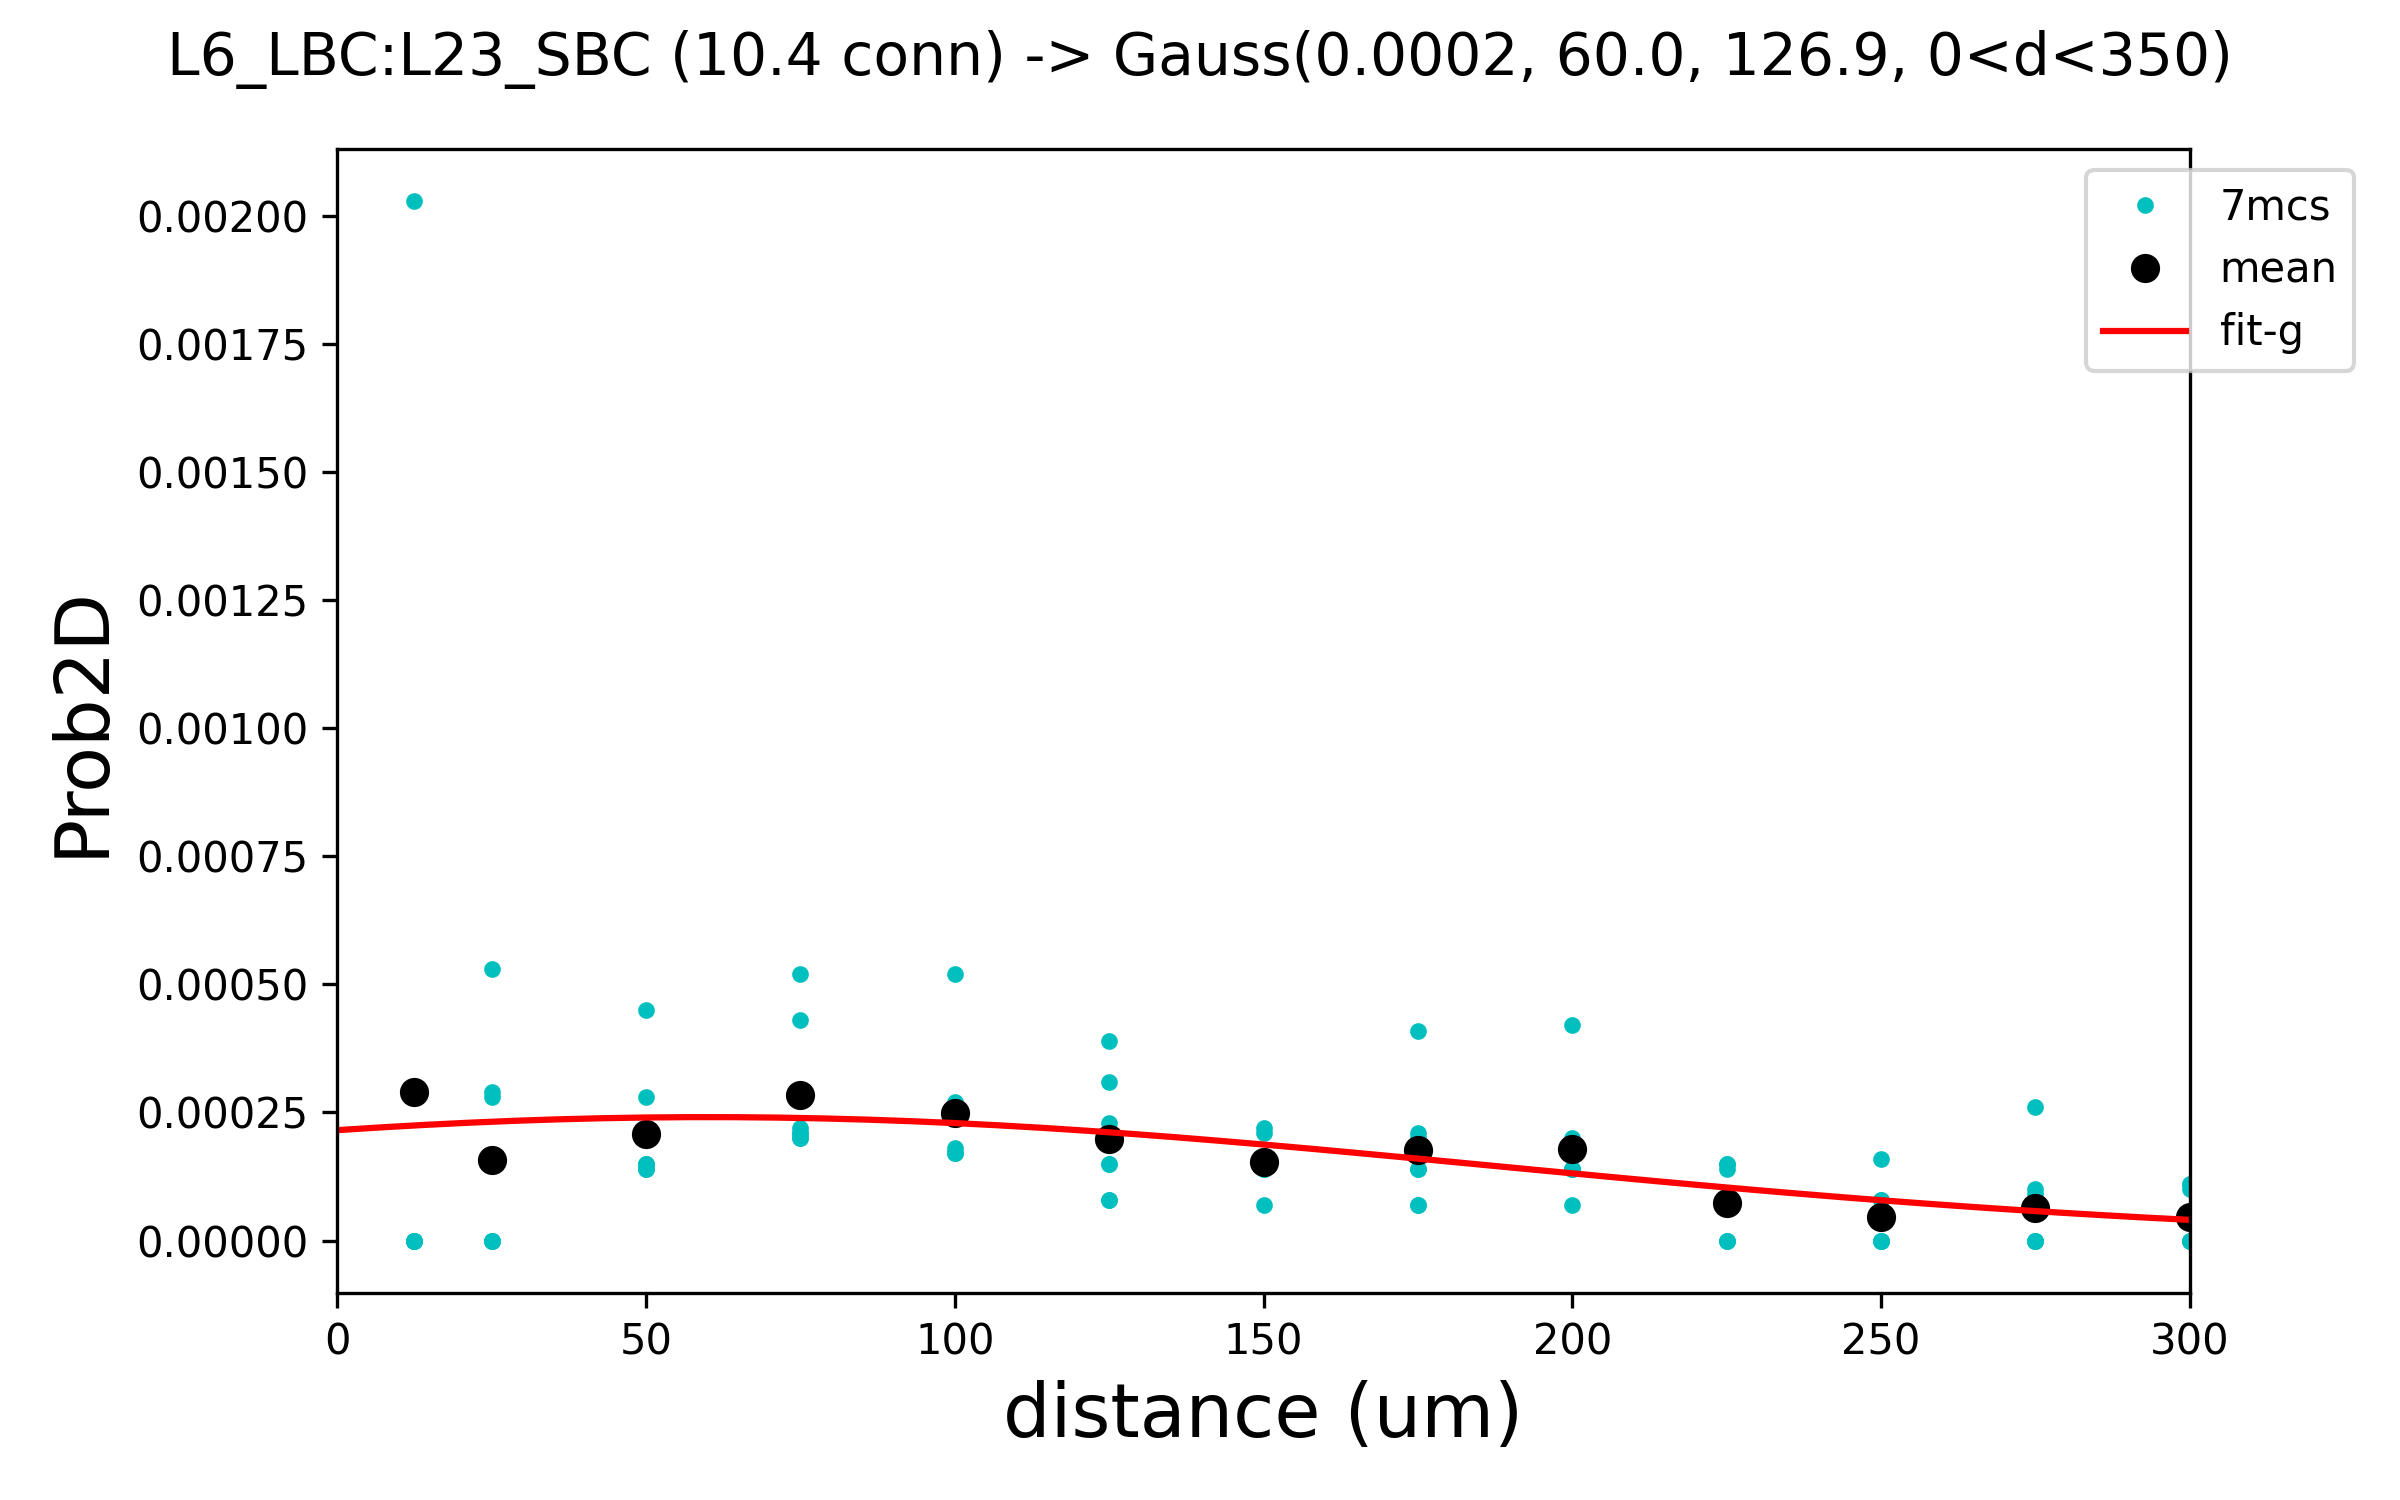 L6_LBC:L23_SBC (10.4 conn) -> Gauss(0.0002, 60.0, 126.9, 0<d<350)
7mcs
mean
fit-g
Prob2D
0.00200
0.00175
0.00150
0.00125
0.00100
0.00075
0.00050
0.00025
0.00000
0 50 100 150 200 250 300
distance (um)